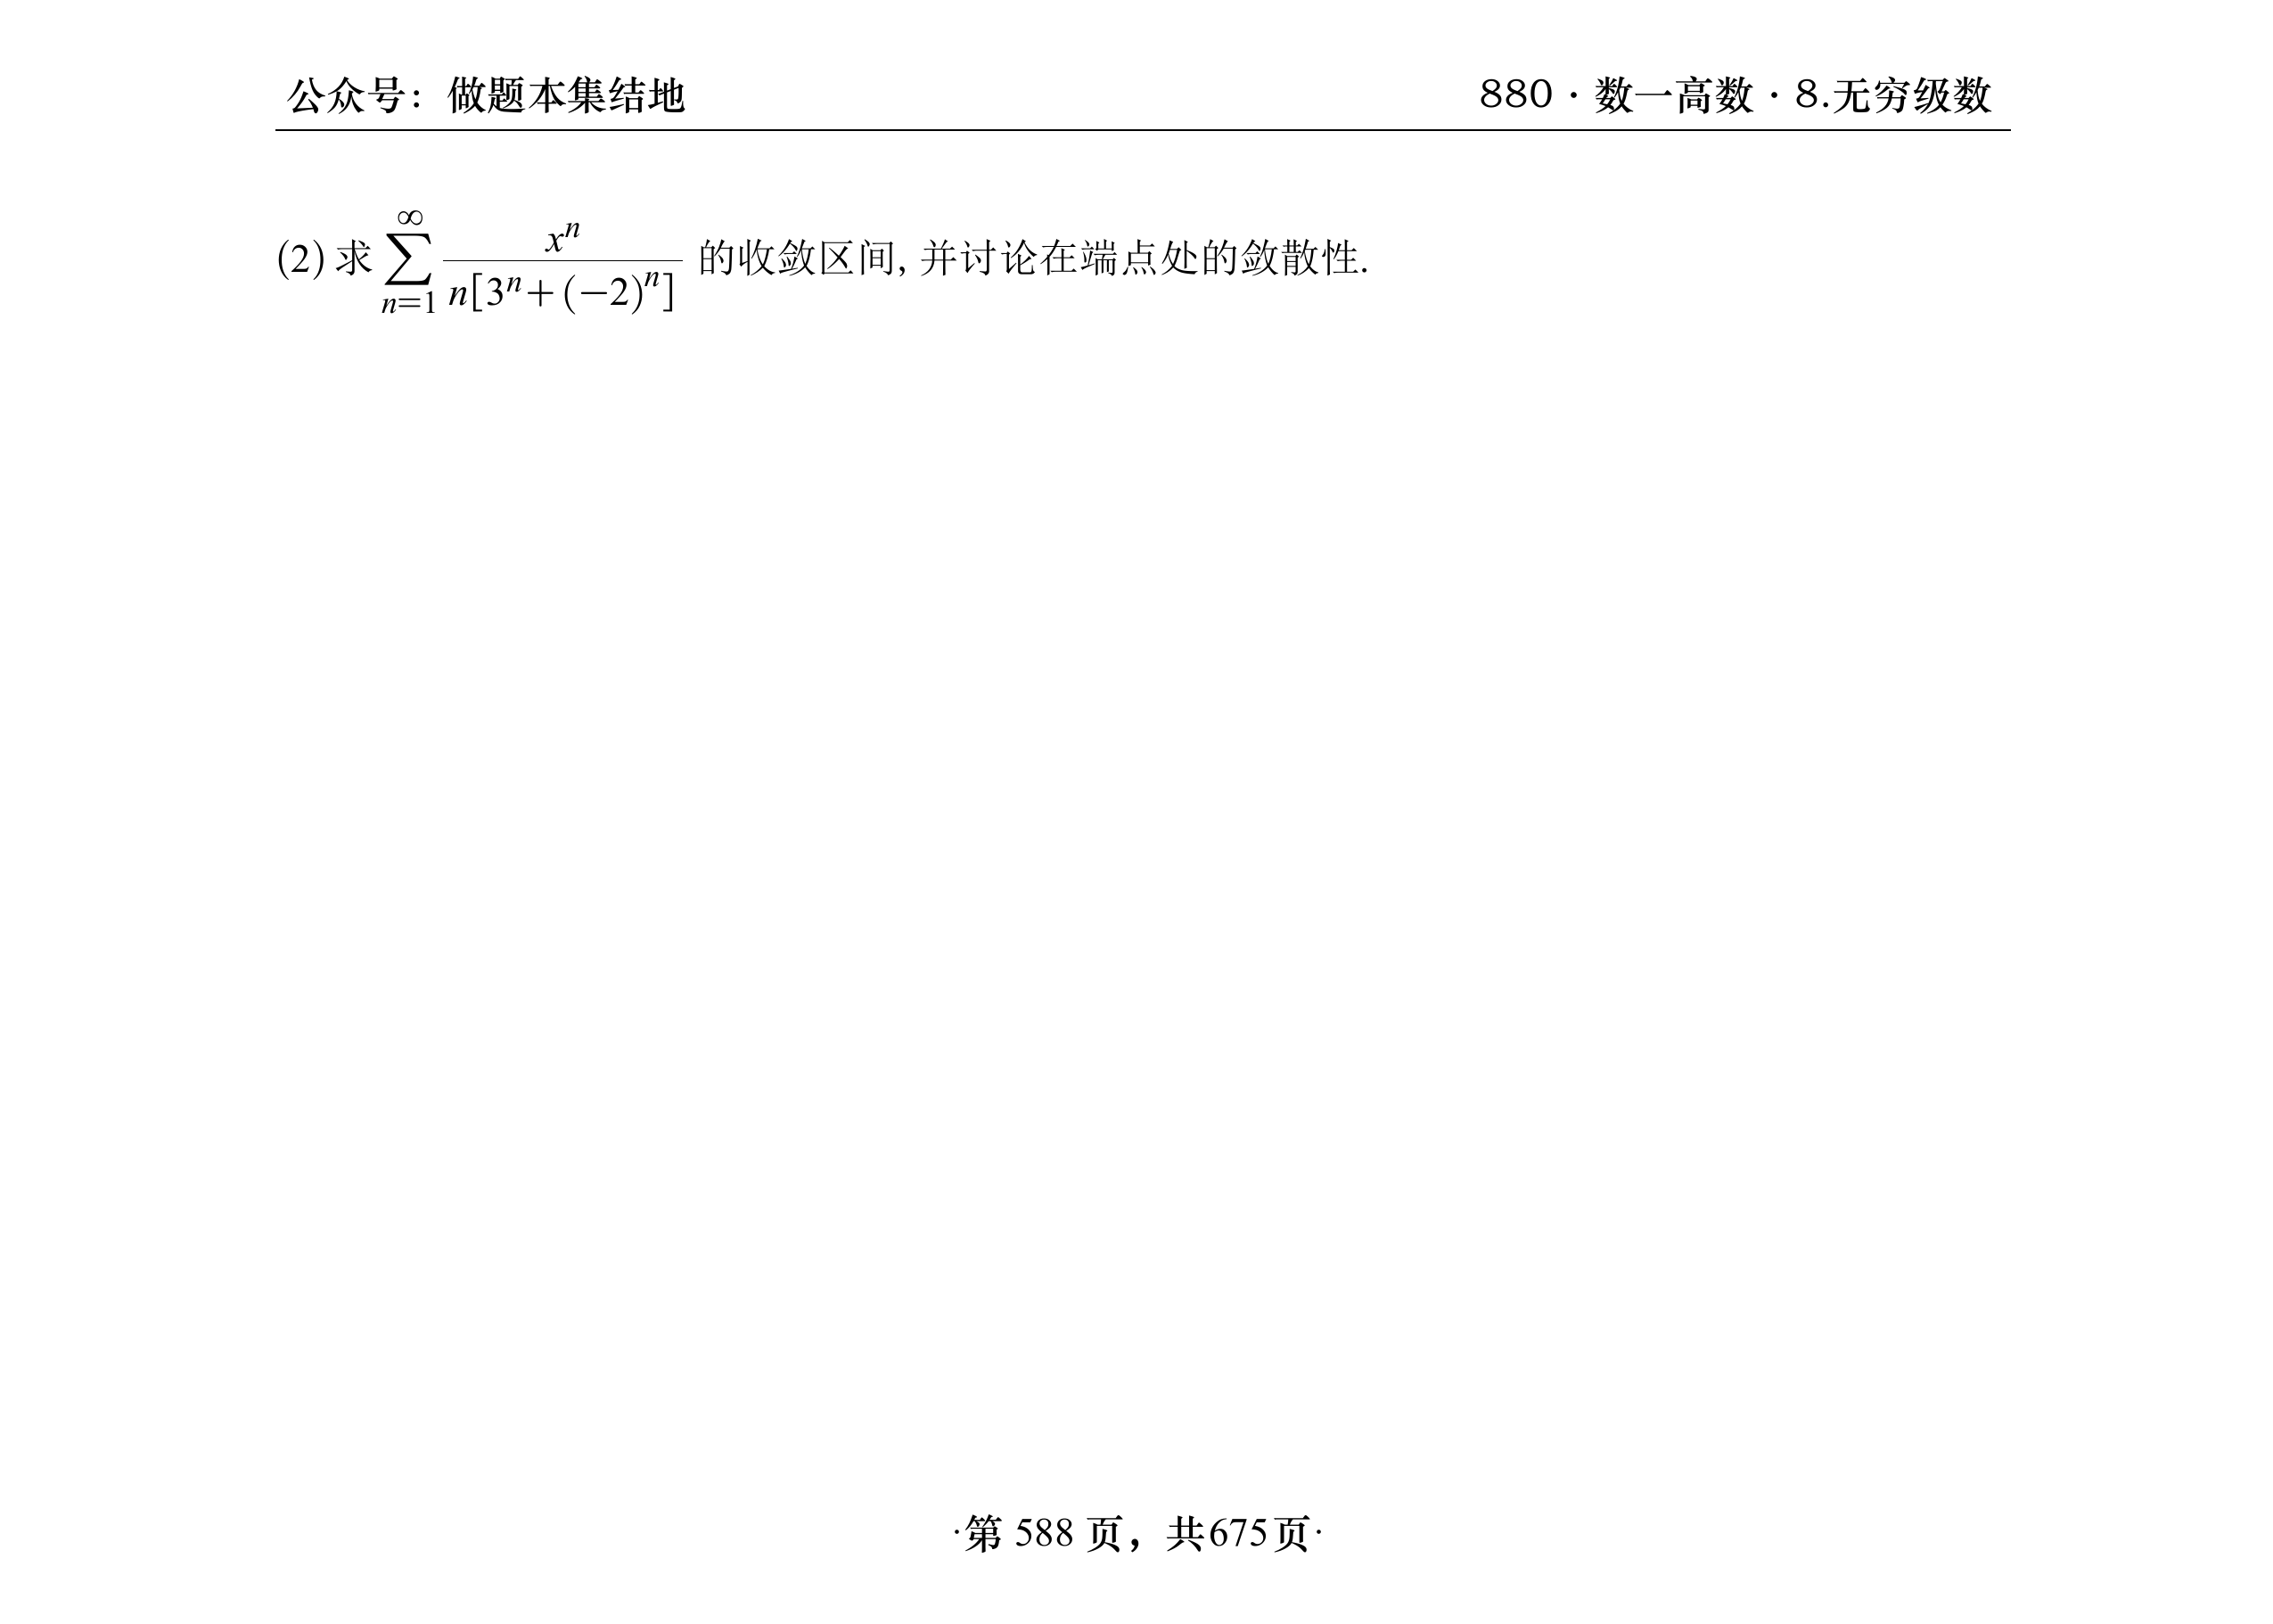 公众号：做题本集结地
880 · 数一高数 · 8.无穷级数
(2) 求 $\sum_{n=1}^{\infty} \frac{x^n}{n[3^n+(-2)^n]}$ 的收敛区间, 并讨论在端点处的敛散性.
·第 588 页，共675页·